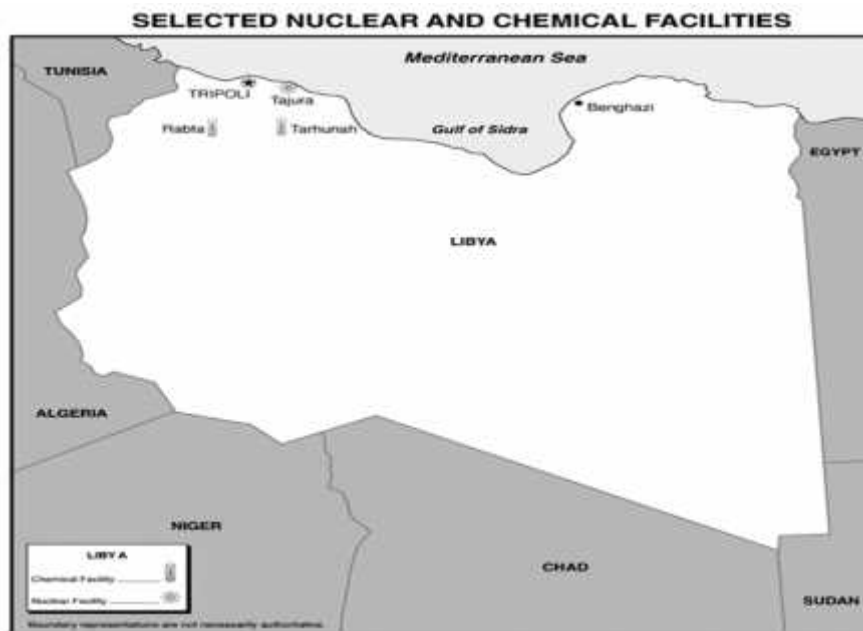 SELECTED NUCLEAR AND CHEMICAL FACILITIES
Mediterranean Sea
TUNISIA
TRIPOLI
Tajura
Benghazi
Rabta
Tarhunah
Gulf of Sidra
EGYPT
LIBYA
ALGERIA
NIGER
CHAD
SUDAN
LIBYA
Chemical Facility
Nuclear Facility
Boundary representations are not necessarily authoritative.